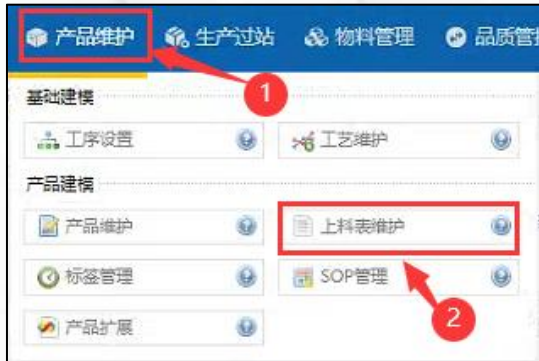 产品维护 生产过站 物料管理 品质管
1
基础建模
工序设置 工艺维护
产品建模
产品维护 上料表维护
标签管理 SOP管理
2
产品扩展